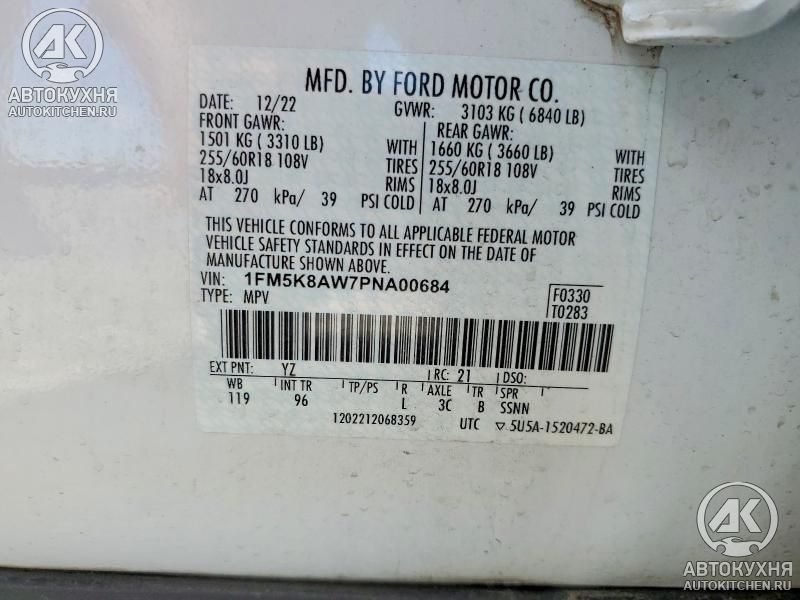 АК
АВТОКУХНЯ
AUTOKITCHEN.RU
MFD. BY FORD MOTOR CO.
DATE: 12/22 GVWR: 3103 KG ( 6840 LB)
FRONT GAWR: REAR GAWR:
1501 KG ( 3310 LB) WITH 1660 KG ( 3660 LB) WITH
255/60R18 108V TIRES 255/60R18 108V TIRES
18x8.0J RIMS 18x8.0J RIMS
AT 270 kPa/ 39 PSI COLD AT 270 kPa/ 39 PSI COLD
THIS VEHICLE CONFORMS TO ALL APPLICABLE FEDERAL MOTOR
VEHICLE SAFETY STANDARDS IN EFFECT ON THE DATE OF
MANUFACTURE SHOWN ABOVE.
VIN: 1FM5K8AW7PNA00684
TYPE: MPV
F0330
T0283
EXT PNT: YZ RC: 21 DSO:
WB INT TR TP/PS R AXLE TR SPR
119 96 L 3C B SSNN
1202212068359 UTC ▽ 5U5A-1520472-BA
АК
АВТОКУХНЯ
AUTOKITCHEN.RU